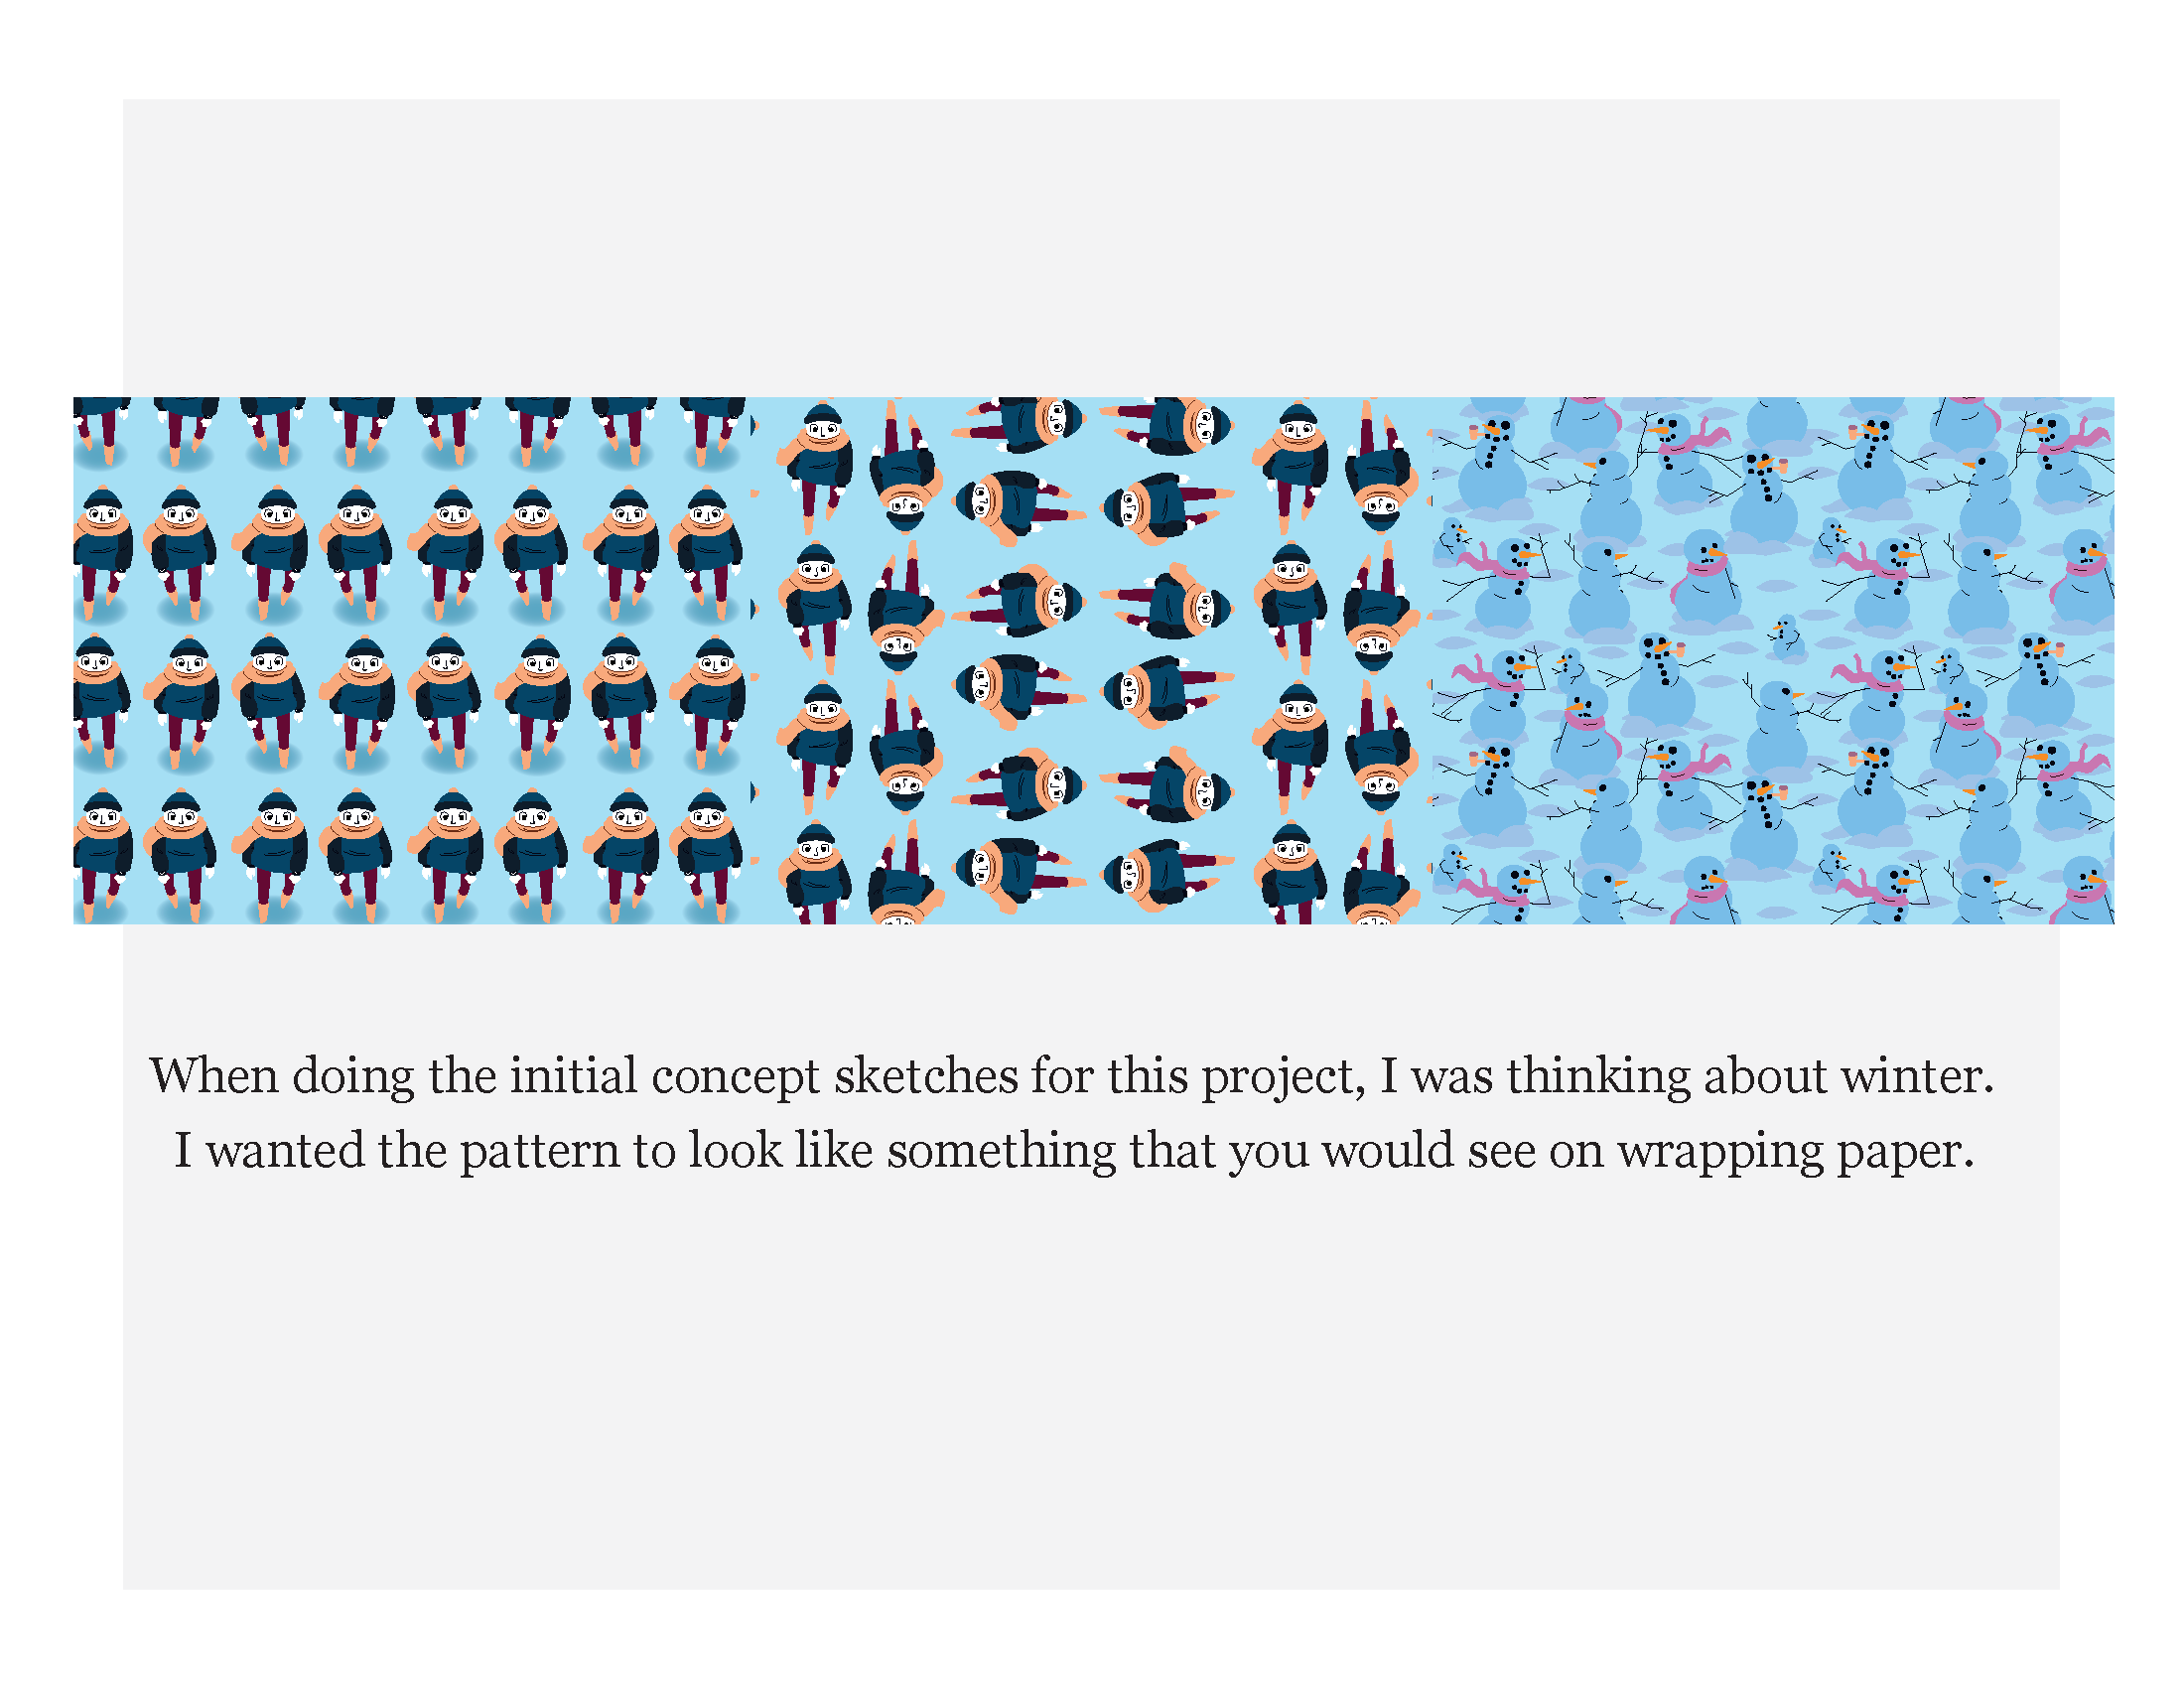 When doing the initial concept sketches for this project, I was thinking about winter.
I wanted the pattern to look like something that you would see on wrapping paper.